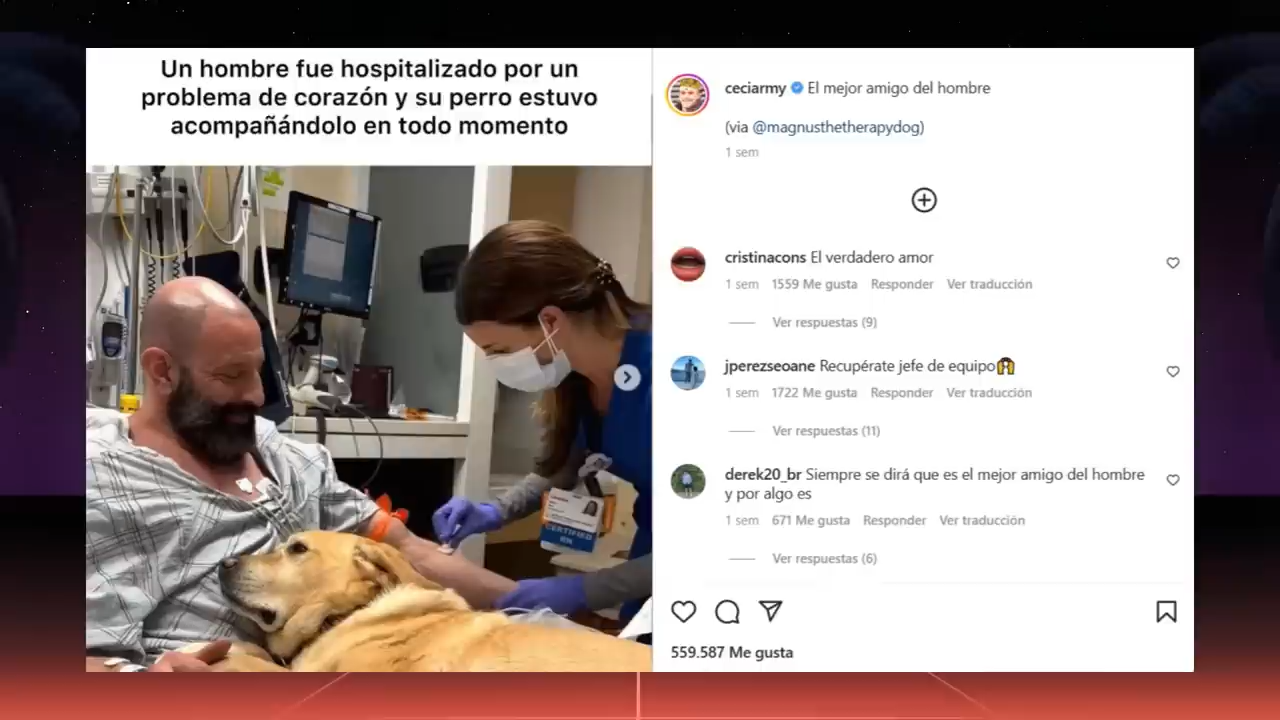 Un hombre fue hospitalizado por un
problema de corazón y su perro estuvo
acompañándolo en todo momento
ceciarmy El mejor amigo del hombre
(via @magnusthetherapydog)
1 sem
cristinacons El verdadero amor
1 sem 1559 Me gusta Responder Ver traducción
Ver respuestas (9)
jperezseoane Recupérate jefe de equipo
1 sem 1722 Me gusta Responder Ver traducción
Ver respuestas (11)
derek20_br Siempre se dirá que es el mejor amigo del hombre
y por algo es
1 sem 671 Me gusta Responder Ver traducción
Ver respuestas (6)
559.587 Me gusta
CERTIFIED
RN